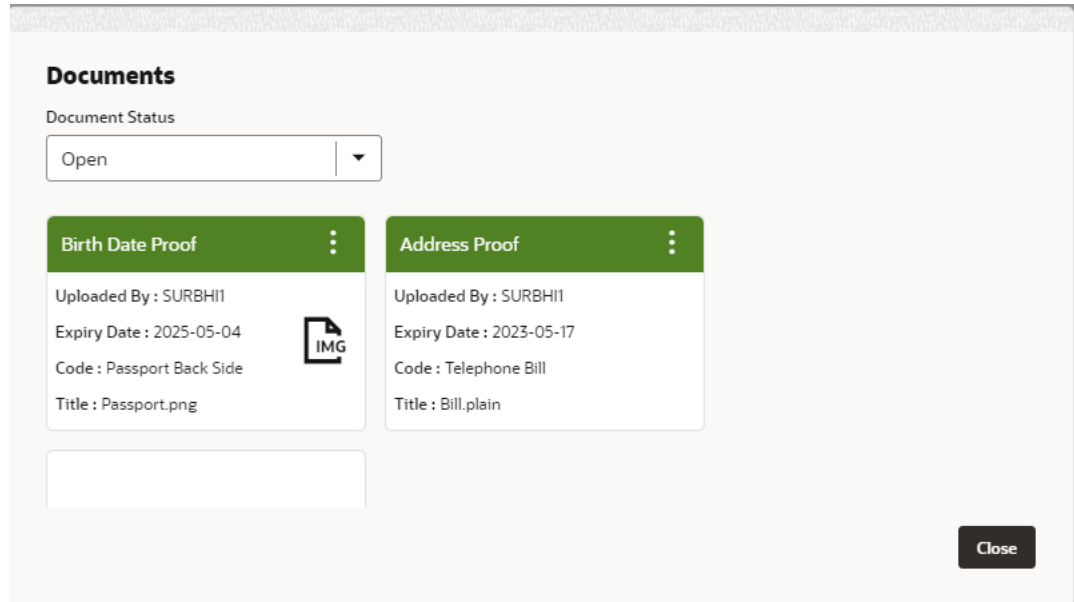 Documents
Document Status
Open
Birth Date Proof
Uploaded By : SURBHI1
Expiry Date : 2025-05-04
IMG
Code : Passport Back Side
Title : Passport.png
Address Proof
Uploaded By : SURBHI1
Expiry Date : 2023-05-17
Code : Telephone Bill
Title : Bill.plain
Close